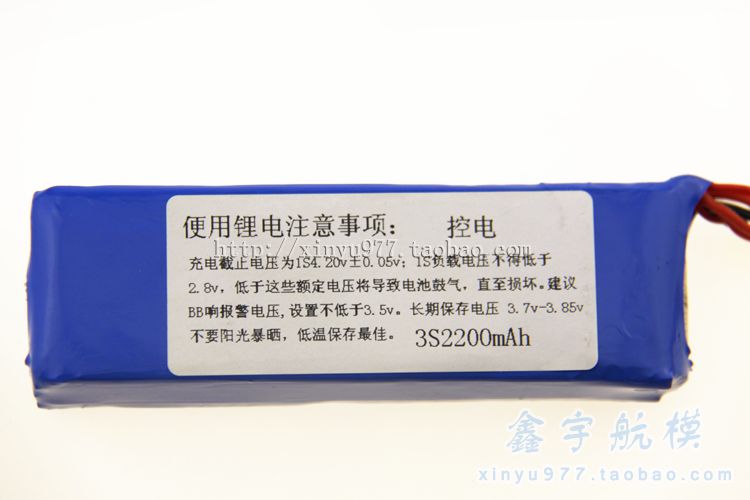 使用锂电注意事项： 控电
http://xinyu977.taobao.com
充电截止电压为1S4.20v±0.05v；1S负载电压不得低于
2.8v，低于这些额定电压将导致电池鼓气，直至损坏。建议
BB响报警电压,设置不低于3.5v。长期保存电压 3.7v-3.85v
不要阳光暴晒，低温保存最佳。 3S2200mAh
鑫宇航模
xinyu977.taobao.com